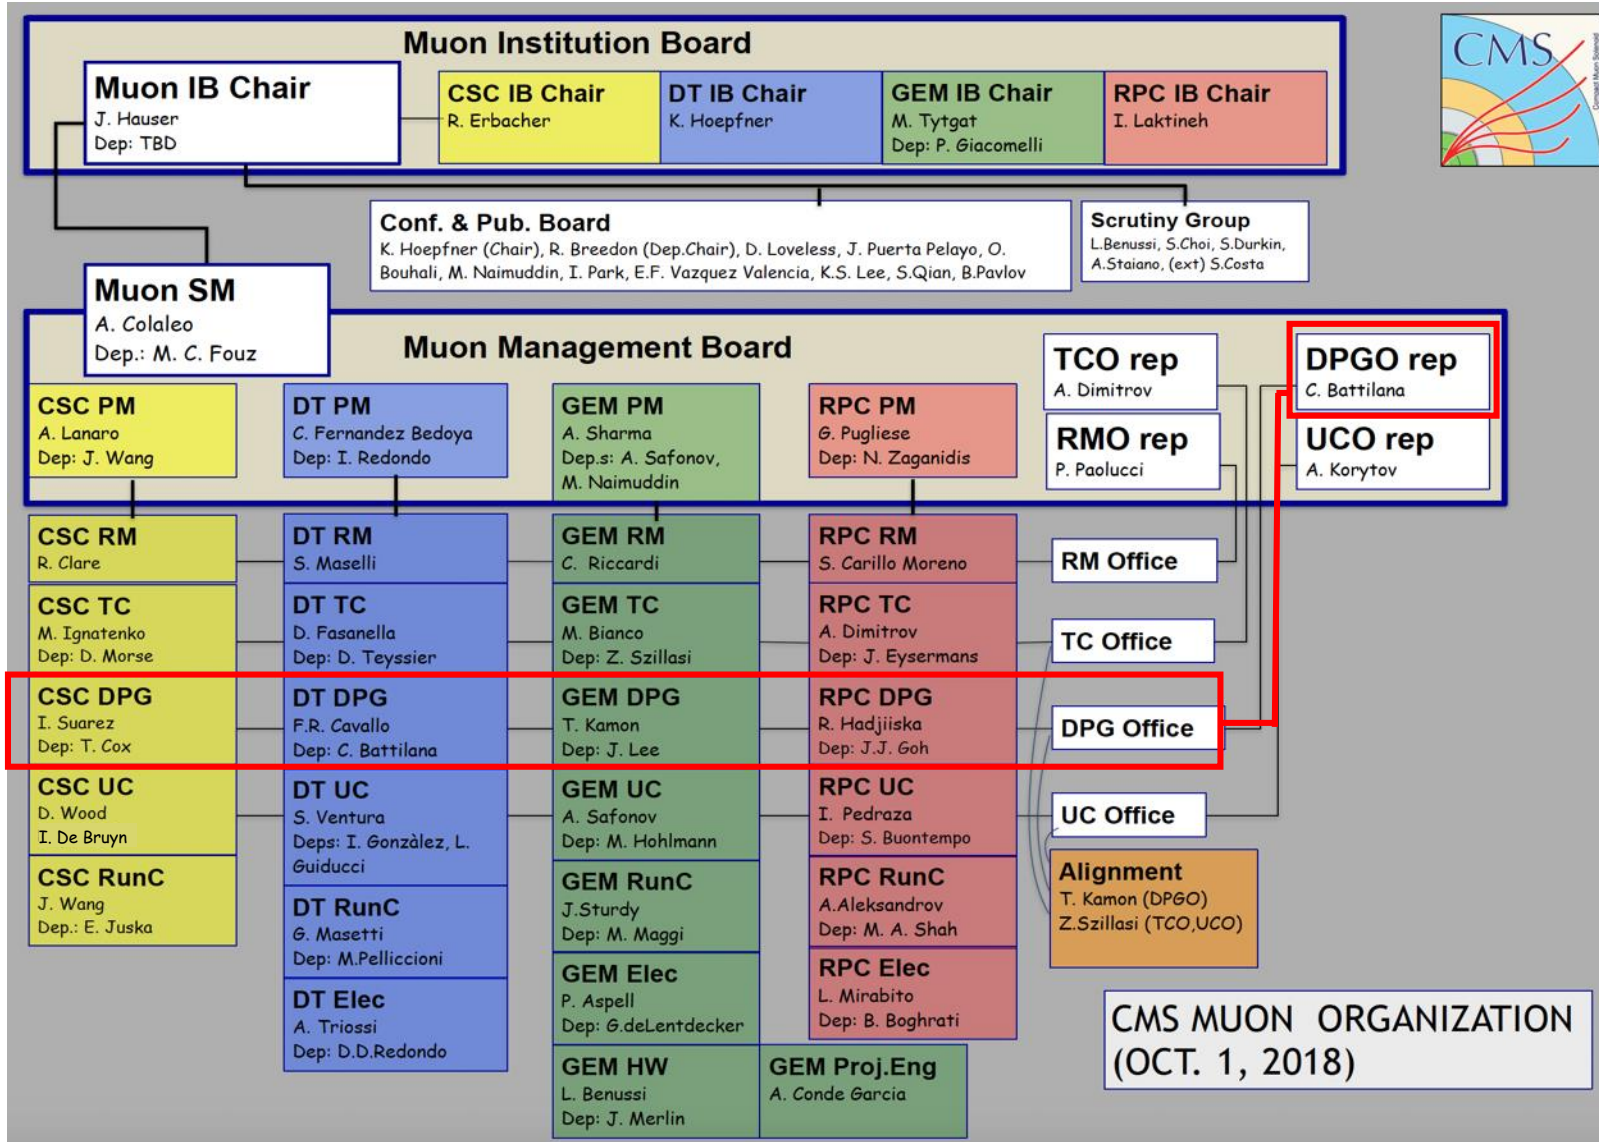 Muon Institution Board
Muon IB Chair
J. Hauser
Dep: TBD
CSC IB Chair
R. Erbacher
DT IB Chair
K. Hoepfner
GEM IB Chair
M. Tytgat
Dep: P. Giacomelli
RPC IB Chair
I. Laktineh
CMS
Compact Muon Solenoid
Conf. & Pub. Board
K. Hoepfner (Chair), R. Breedon (Dep.Chair), D. Loveless, J. Puerta Pelayo, O.
Bouhali, M. Naimuddin, I. Park, E.F. Vazquez Valencia, K.S. Lee, S.Qian, B.Pavlov
Scrutiny Group
L.Benussi, S.Choi, S.Durkin,
A.Staiano, (ext) S.Costa
Muon SM
A. Colaleo
Dep.: M. C. Fouz
Muon Management Board
TCO rep
A. Dimitrov
DPGO rep
C. Battilana
RMO rep
P. Paolucci
UCO rep
A. Korytov
CSC PM
A. Lanaro
Dep: J. Wang
DT PM
C. Fernandez Bedoya
Dep: I. Redondo
GEM PM
A. Sharma
Dep.s: A. Safonov,
M. Naimuddin
RPC PM
G. Pugliese
Dep: N. Zaganidis
CSC RM
R. Clare
DT RM
S. Maselli
GEM RM
C. Riccardi
RPC RM
S. Carillo Moreno
RM Office
CSC TC
M. Ignatenko
Dep: D. Morse
DT TC
D. Fasanella
Dep: D. Teyssier
GEM TC
M. Bianco
Dep: Z. Szillasi
RPC TC
A. Dimitrov
Dep: J. Eysermans
TC Office
CSC DPG
I. Suarez
Dep: T. Cox
DT DPG
F.R. Cavallo
Dep: C. Battilana
GEM DPG
T. Kamon
Dep: J. Lee
RPC DPG
R. Hadjiiska
Dep: J.J. Goh
DPG Office
CSC UC
D. Wood
I. De Bruyn
DT UC
S. Ventura
Deps: I. Gonzàlez, L.
Guiducci
GEM UC
A. Safonov
Dep: M. Hohlmann
RPC UC
I. Pedraza
Dep: S. Buontempo
UC Office
CSC RunC
J. Wang
Dep.: E. Juska
DT RunC
G. Masetti
Dep: M.Pelliccioni
GEM RunC
J.Sturdy
Dep: M. Maggi
RPC RunC
A.Aleksandrov
Dep: M. A. Shah
Alignment
T. Kamon (DPGO)
Z.Szillasi (TCO,UCO)
DT Elec
A. Triossi
Dep: D.D.Redondo
GEM Elec
P. Aspell
Dep: G.deLentdecker
RPC Elec
L. Mirabito
Dep: B. Boghrati
GEM HW
L. Benussi
Dep: J. Merlin
GEM Proj.Eng
A. Conde Garcia
CMS MUON ORGANIZATION
(OCT. 1, 2018)